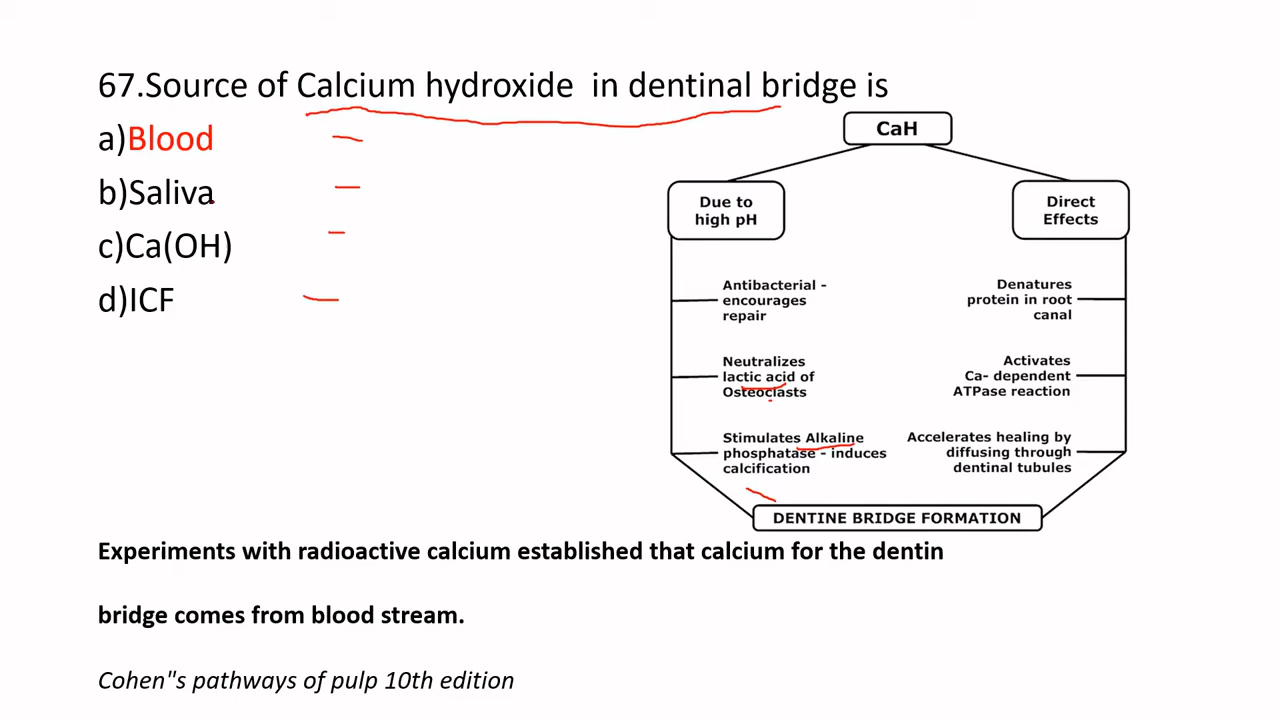 67.Source of Calcium hydroxide in dentinal bridge is
a)Blood
b)Saliva
c)Ca(OH)
d)ICF
CaH
Due to
high pH
Direct
Effects
Antibacterial -
encourages
repair
Neutralizes
lactic acid of
Osteoclasts
Stimulates Alkaline
phosphatase - induces
calcification
Denatures
protein in root
canal
Activates
Ca- dependent
ATPase reaction
Accelerates healing by
diffusing through
dentinal tubules
DENTINE BRIDGE FORMATION
Experiments with radioactive calcium established that calcium for the dentin
bridge comes from blood stream.
Cohen"s pathways of pulp 10th edition